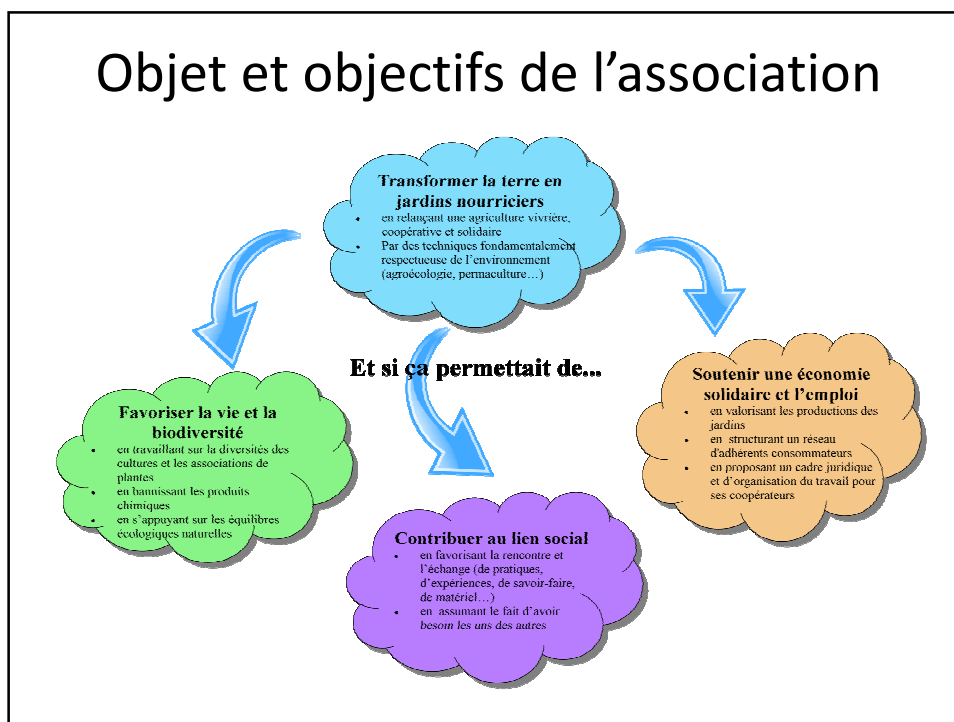 Objet et objectifs de l'association
Transformer la terre en
jardins nourriciers
• en relançant une agriculture vivrière,
coopérative et solidaire
• Par des techniques fondamentalement
respectueuse de l'environnement
(agroécologie, permaculture…)
Et si ça permettait de...
Favoriser la vie et la
biodiversité
• en travaillant sur la diversités des
cultures et les associations de
plantes
• en bannissant les produits
chimiques
• en s'appuyant sur les équilibres
écologiques naturelles
Contribuer au lien social
• en favorisant la rencontre et
l'échange (de pratiques,
d'expériences, de savoir-faire,
de matériel…)
• en assumant le fait d'avoir
besoin les uns des autres
Soutenir une économie
solidaire et l'emploi
• en valorisant les productions des
jardins
• en structurant un réseau
d'adhérents consommateurs
• en proposant un cadre juridique
et d'organisation du travail pour
ses coopérateurs